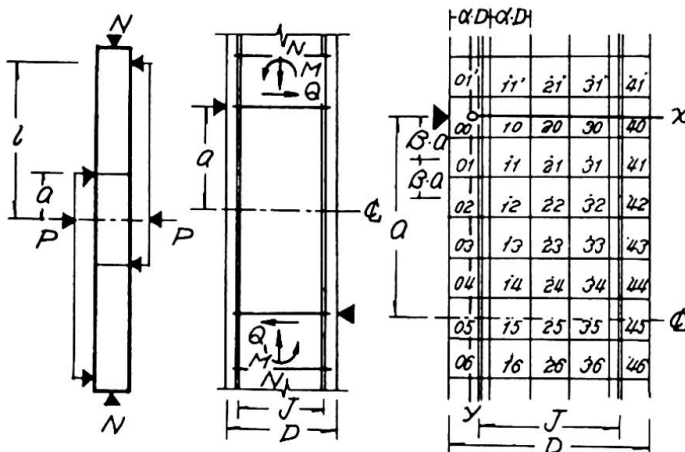 N
l
a
P P
N
N
M
Q
a
℄
Q
M
N
J
D
α·D α·D
01' 11' 21' 31' 41'
x
00 10 20 30 40
β·a
01 11 21 31 41
β·a
02 12 22 32 42
a
03 13 23 33 43
04 14 24 34 44
℄
05 15 25 35 45
06 16 26 36 46
y
J
D